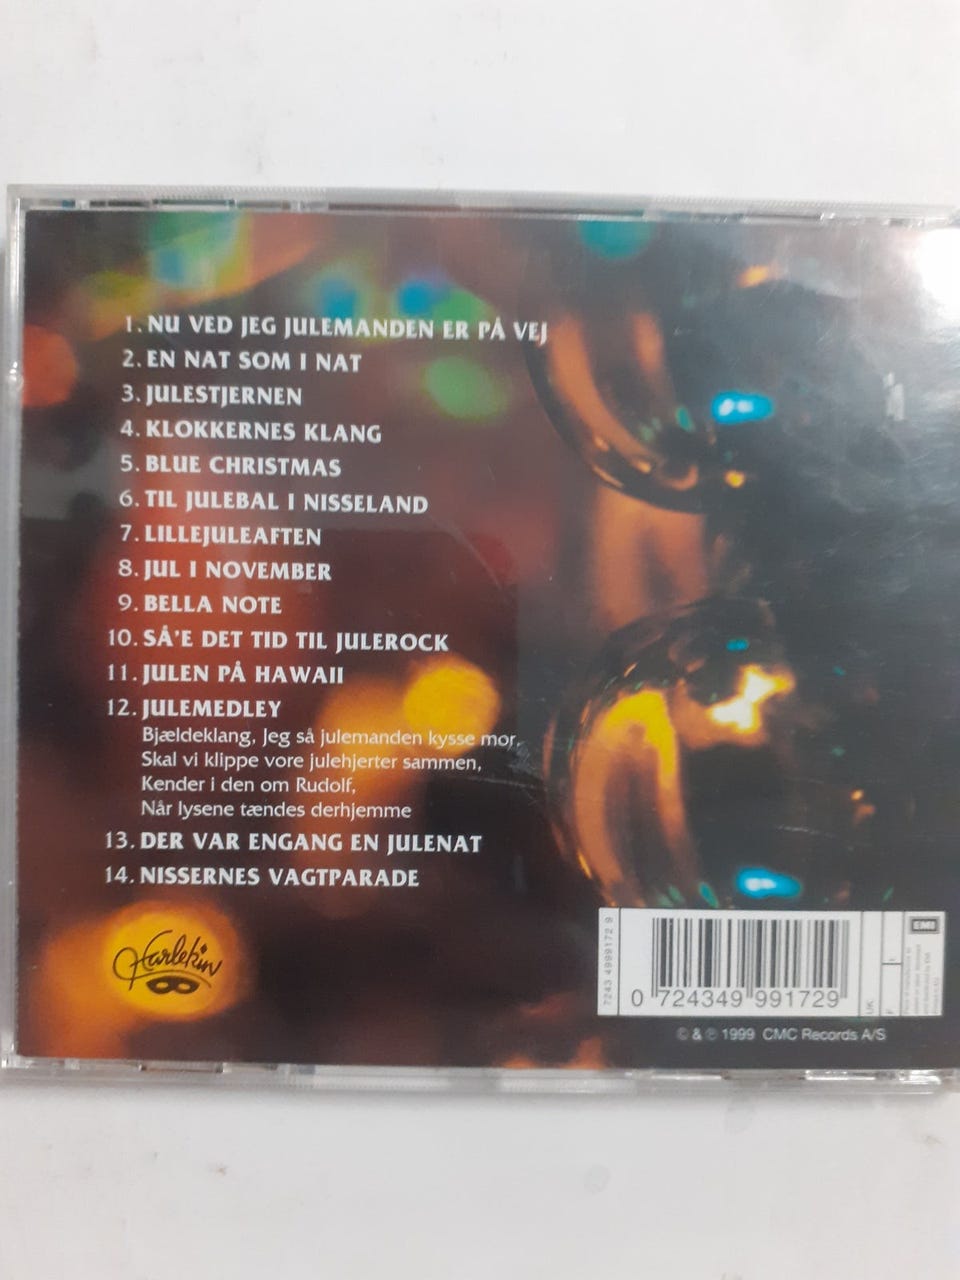 1. NU VED JEG JULEMANDEN ER PÅ VEJ
2. EN NAT SOM I NAT
3. JULESTJERNEN
4. KLOKKERNES KLANG
5. BLUE CHRISTMAS
6. TIL JULEBAL I NISSELAND
7. LILLEJULEAFTEN
8. JUL I NOVEMBER
9. BELLA NOTE
10. SÅ'E DET TID TIL JULEROCK
11. JULEN PÅ HAWAII
12. JULEMEDLEY
Bjældeklang, Jeg så julemanden kysse mor,
Skal vi klippe vore julehjerter sammen,
Kender i den om Rudolf,
Når lysene tændes derhjemme
13. DER VAR ENGANG EN JULENAT
14. NISSERNES VAGTPARADE
Harlekin
7243 4999172 9
0 724349 991729
UK
F
EMI
© & ℗ 1999 CMC Records A/S